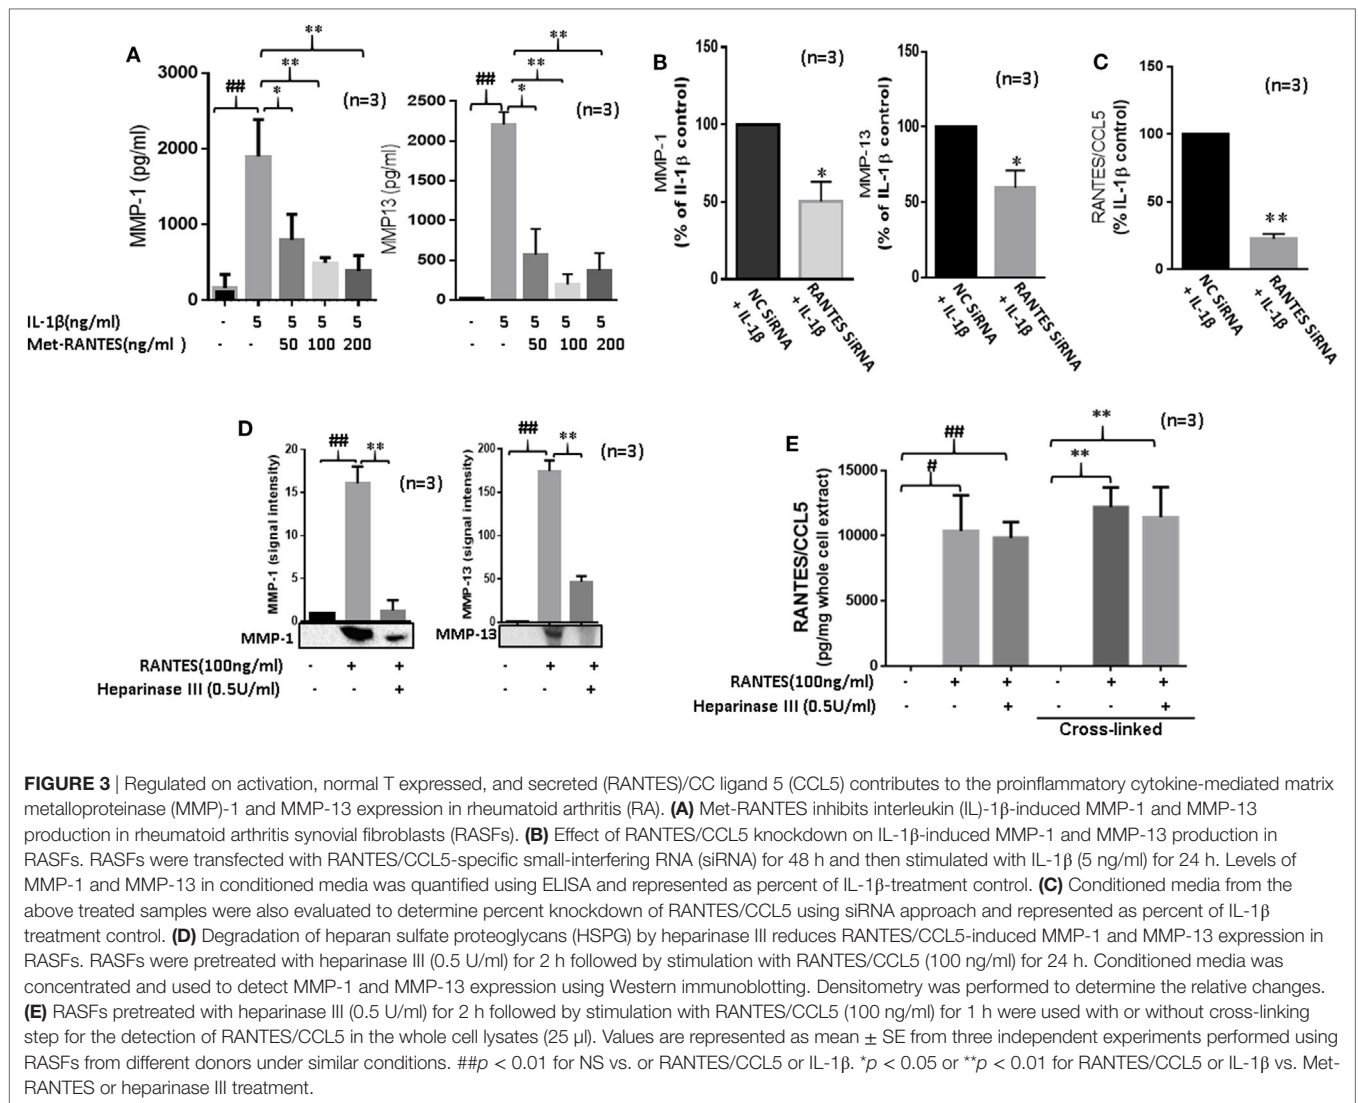 A
**
**
##
*
(n=3)
3000
2000
1000
0
MMP-1 (pg/ml)
**
**
##
*
(n=3)
2500
2000
1500
1000
500
0
MMP13 (pg/ml)
IL-1β(ng/ml) - 5 5 5 5 - 5 5 5 5
Met-RANTES(ng/ml ) - - 50 100 200 - - 50 100 200
B
150
100
50
0
MMP-1
(% of Il-1β control)
(n=3)
*
NC SiRNA
+ IL-1β
RANTES SiRNA
+ IL-1β
150
100
50
0
MMP-13
(% of IL-1β control)
(n=3)
*
NC SiRNA
+ IL-1β
RANTES SiRNA
+ IL-1β
C
150
100
50
0
RANTES/CCL5
(% IL-1β control)
(n=3)
**
NC SiRNA
+ IL-1β
RANTES SiRNA
+ IL-1β
D
##
**
(n=3)
20
15
10
5
0
MMP-1 (signal intensity)
MMP-1
##
**
(n=3)
200
150
100
50
0
MMP-13 (signal intensity)
MMP-13
RANTES(100ng/ml) - + + - + +
Heparinase III (0.5U/ml) - - + - - +
E
##
#
**
**
(n=3)
15000
10000
5000
0
RANTES/CCL5
(pg/mg whole cell extract)
RANTES(100ng/ml) - + + - + +
Heparinase III (0.5U/ml) - - + - - +
Cross-linked
FIGURE 3 | Regulated on activation, normal T expressed, and secreted (RANTES)/CC ligand 5 (CCL5) contributes to the proinflammatory cytokine-mediated matrix
metalloproteinase (MMP)-1 and MMP-13 expression in rheumatoid arthritis (RA). (A) Met-RANTES inhibits interleukin (IL)-1β-induced MMP-1 and MMP-13
production in rheumatoid arthritis synovial fibroblasts (RASFs). (B) Effect of RANTES/CCL5 knockdown on IL-1β-induced MMP-1 and MMP-13 production in
RASFs. RASFs were transfected with RANTES/CCL5-specific small-interfering RNA (siRNA) for 48 h and then stimulated with IL-1β (5 ng/ml) for 24 h. Levels of
MMP-1 and MMP-13 in conditioned media was quantified using ELISA and represented as percent of IL-1β-treatment control. (C) Conditioned media from the
above treated samples were also evaluated to determine percent knockdown of RANTES/CCL5 using siRNA approach and represented as percent of IL-1β
treatment control. (D) Degradation of heparan sulfate proteoglycans (HSPG) by heparinase III reduces RANTES/CCL5-induced MMP-1 and MMP-13 expression in
RASFs. RASFs were pretreated with heparinase III (0.5 U/ml) for 2 h followed by stimulation with RANTES/CCL5 (100 ng/ml) for 24 h. Conditioned media was
concentrated and used to detect MMP-1 and MMP-13 expression using Western immunoblotting. Densitometry was performed to determine the relative changes.
(E) RASFs pretreated with heparinase III (0.5 U/ml) for 2 h followed by stimulation with RANTES/CCL5 (100 ng/ml) for 1 h were used with or without cross-linking
step for the detection of RANTES/CCL5 in the whole cell lysates (25 µl). Values are represented as mean ± SE from three independent experiments performed using
RASFs from different donors under similar conditions. ##p < 0.01 for NS vs. or RANTES/CCL5 or IL-1β. *p < 0.05 or **p < 0.01 for RANTES/CCL5 or IL-1β vs. Met-
RANTES or heparinase III treatment.